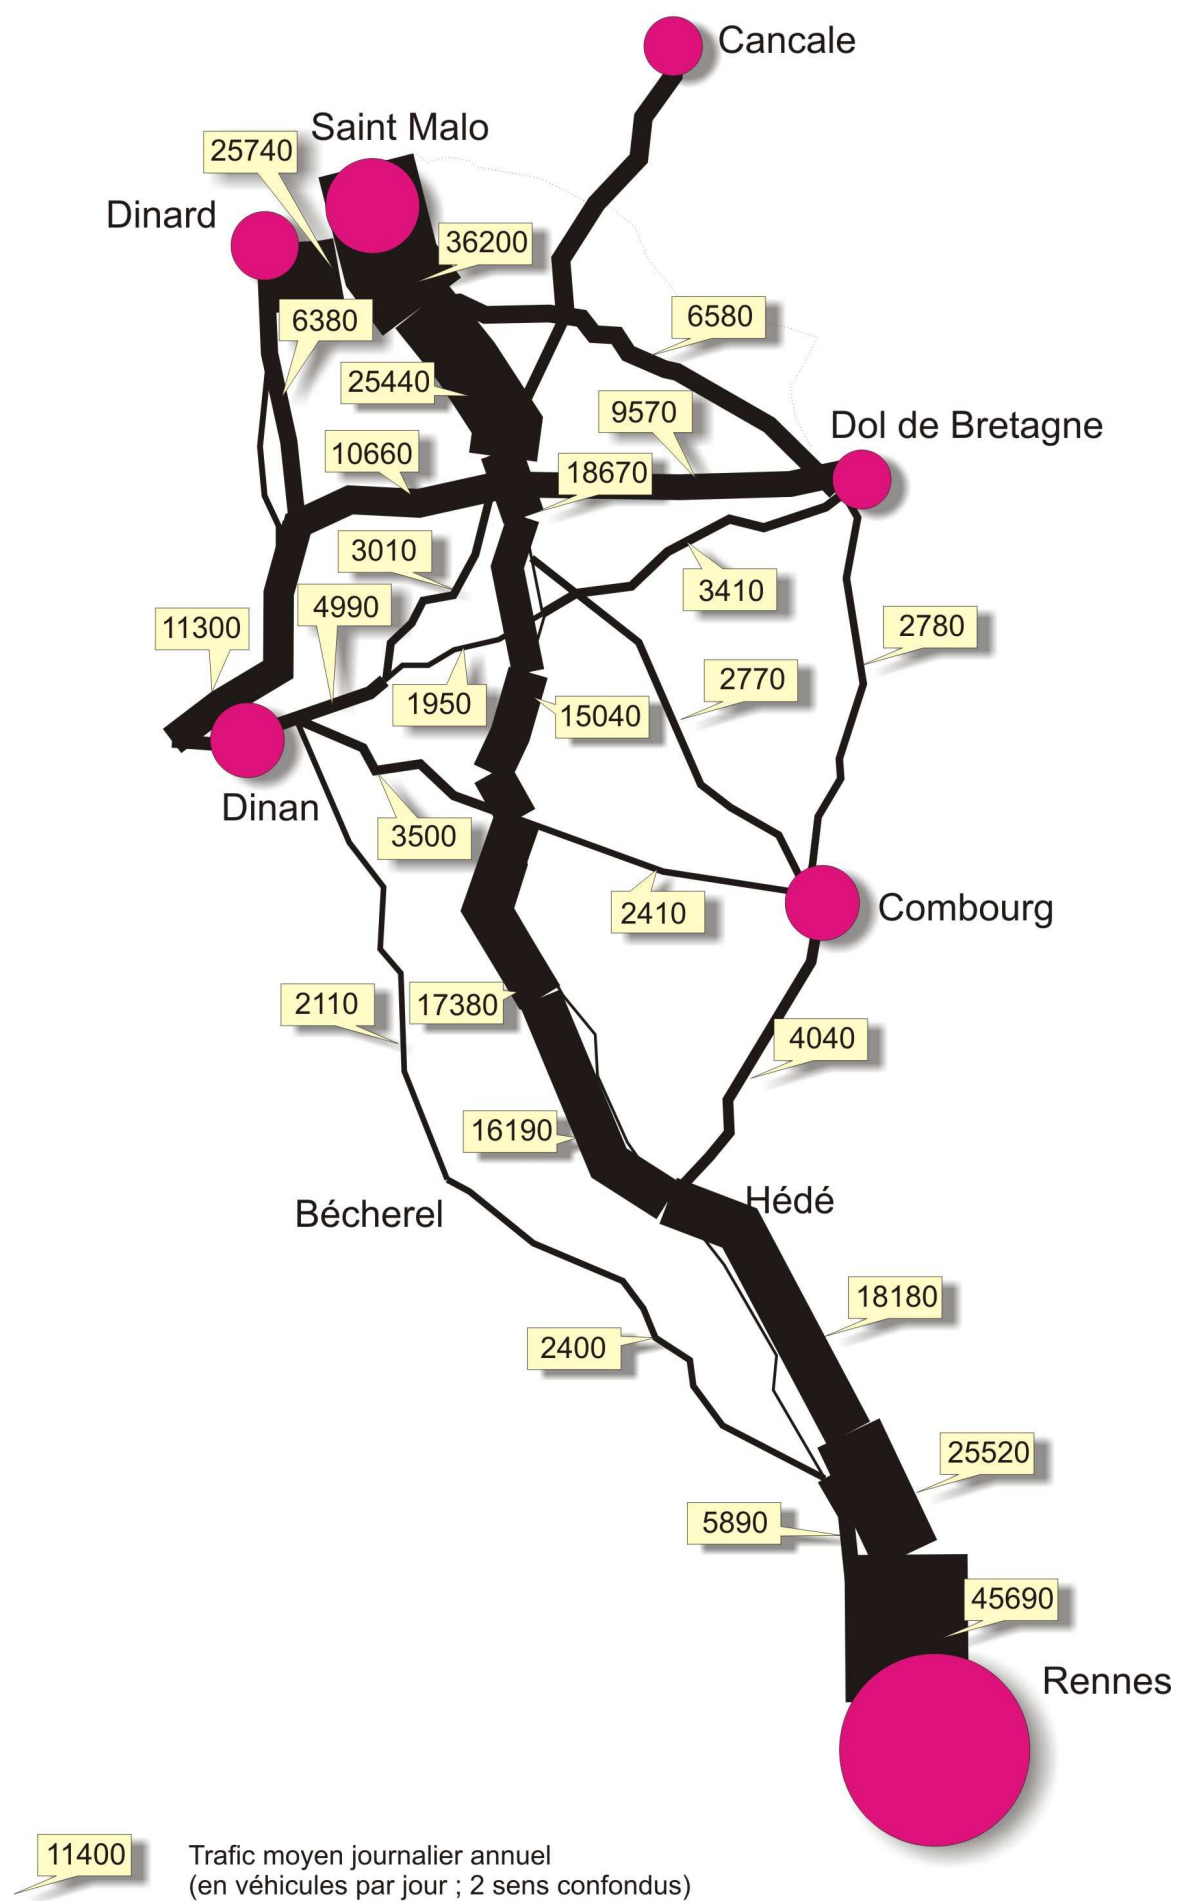 Cancale
Saint Malo
25740
Dinard
36200
6380
6580
25440
9570
Dol de Bretagne
10660
18670
3010
3410
4990
11300
2780
2770
1950
15040
Dinan
3500
2410
Combourg
2110
17380
4040
16190
Hédé
Bécherel
18180
2400
25520
5890
45690
Rennes
11400
Trafic moyen journalier annuel
(en véhicules par jour ; 2 sens confondus)